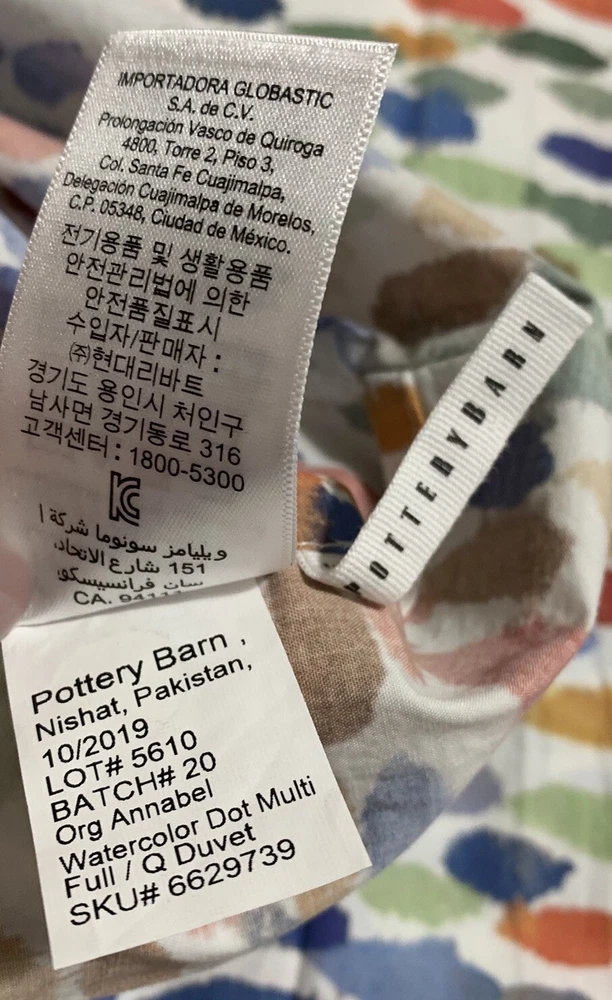 IMPORTADORA GLOBASTIC
S.A. de C.V.
Prolongación Vasco de Quiroga
4800, Torre 2, Piso 3,
Col. Santa Fe Cuajimalpa,
Delegación Cuajimalpa de Morelos,
C.P. 05348, Ciudad de México.
전기용품 및 생활용품
안전관리법에 의한
안전품질표시
수입자/판매자 :
㈜현대리바트
경기도 용인시 처인구
남사면 경기동로 316
고객센터 : 1800-5300
KC
ويليامز سونوما شركة |
151 شارع الاتحاد،
سان فرانسيسكو
CA. 94111
POTTERYBARN
Pottery Barn ,
Nishat, Pakistan,
10/2019
LOT# 5610
BATCH# 20
Org Annabel
Watercolor Dot Multi
Full / Q Duvet
SKU# 6629739